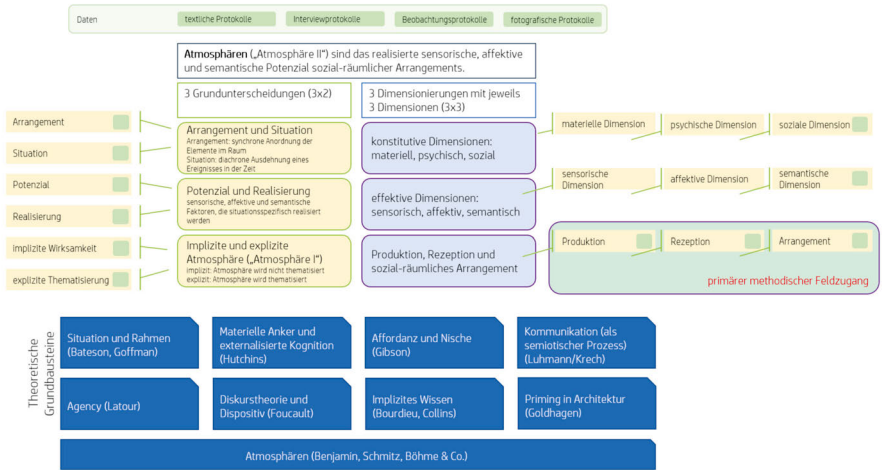 Daten
textliche Protokolle
Interviewprotokolle
Beobachtungsprotokolle
fotografische Protokolle
Atmosphären („Atmosphäre II“) sind das realisierte sensorische, affektive
und semantische Potenzial sozial-räumlicher Arrangements.
3 Grundunterscheidungen (3x2)
3 Dimensionierungen mit jeweils
3 Dimensionen (3x3)
Arrangement
Situation
Arrangement und Situation
Arrangement: synchrone Anordnung der
Elemente im Raum
Situation: diachrone Ausdehnung eines
Ereignisses in der Zeit
konstitutive Dimensionen:
materiell, psychisch, sozial
materielle Dimension
psychische Dimension
soziale Dimension
Potenzial
Realisierung
Potenzial und Realisierung
sensorische, affektive und semantische
Faktoren, die situationsspezifisch realisiert
werden
effektive Dimensionen:
sensorisch, affektiv, semantisch
sensorische
Dimension
affektive Dimension
semantische
Dimension
implizite Wirksamkeit
explizite Thematisierung
Implizite und explizite
Atmosphäre („Atmosphäre I“)
implizit: Atmosphäre wird nicht thematisiert
explizit: Atmosphäre wird thematisiert
Produktion, Rezeption und
sozial-räumliches Arrangement
Produktion
Rezeption
Arrangement
primärer methodischer Feldzugang
Theoretische
Grundbausteine
Situation und Rahmen
(Bateson, Goffman)
Materielle Anker und
externalisierte Kognition
(Hutchins)
Affordanz und Nische
(Gibson)
Kommunikation (als
semiotischer Prozess)
(Luhmann/Krech)
Agency (Latour)
Diskurstheorie und
Dispositiv (Foucault)
Implizites Wissen
(Bourdieu, Collins)
Priming in Architektur
(Goldhagen)
Atmosphären (Benjamin, Schmitz, Böhme & Co.)